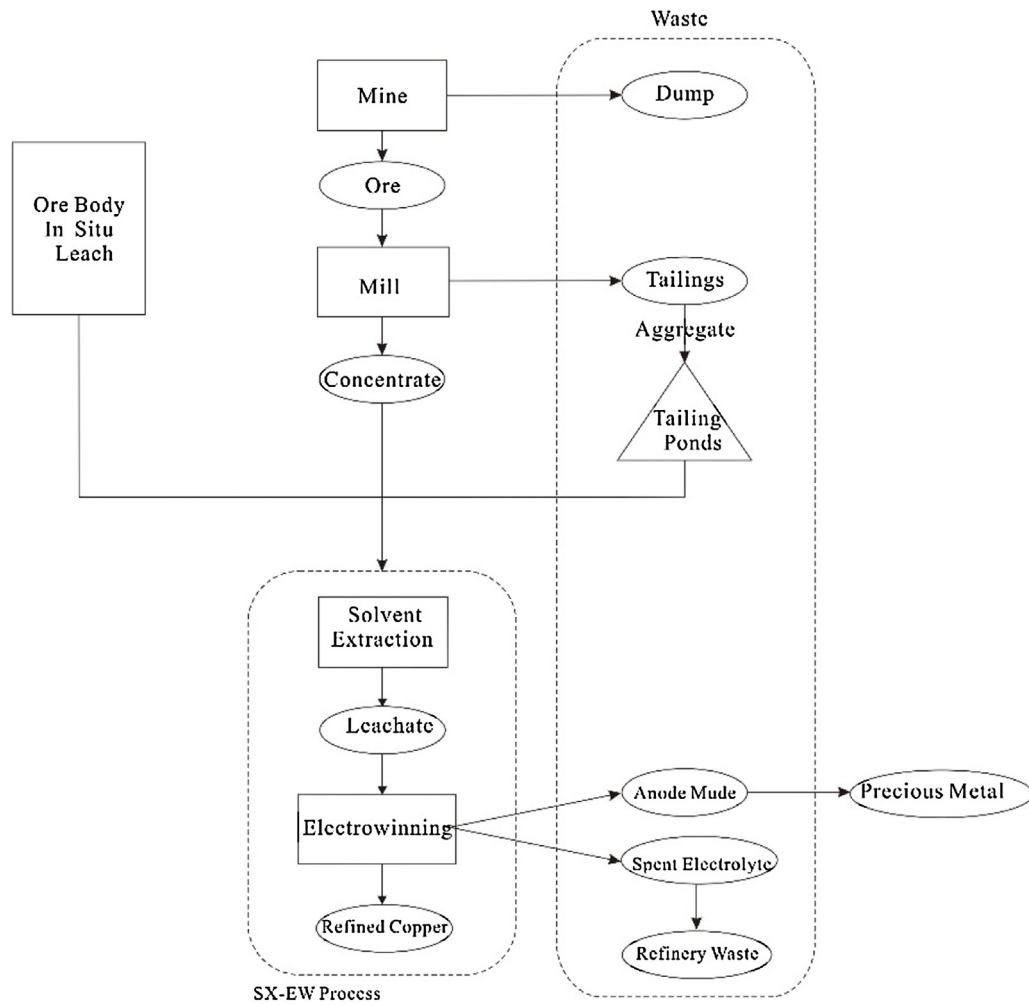 Waste
Mine
Dump
Ore
Ore Body
In Situ
Leach
Mill
Tailings
Aggregate
Concentrate
Tailing
Ponds
Solvent
Extraction
Leachate
Electrowinning
Anode Mude
Precious Metal
Spent Electrolyte
Refined Copper
Refinery Waste
SX-EW Process